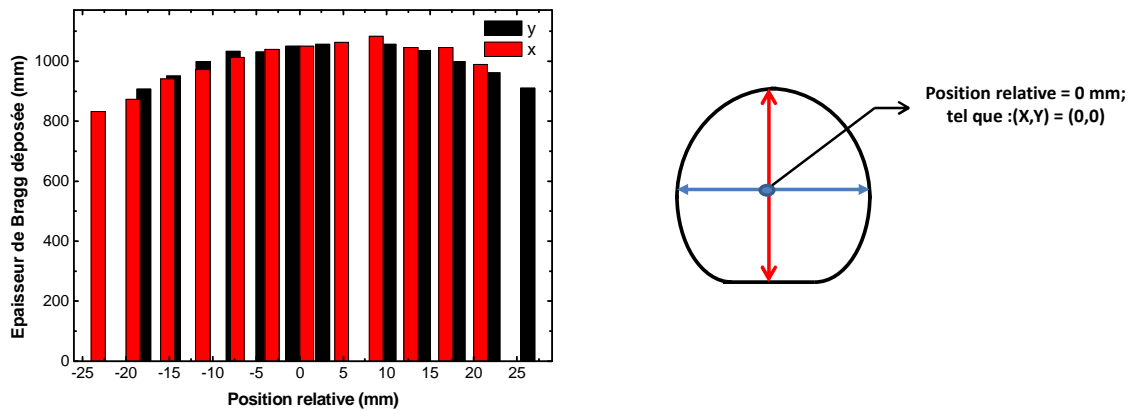 y
x
1000
800
600
400
200
0
Epaisseur de Bragg déposée (mm)
-25 -20 -15 -10 -5 0 5 10 15 20 25
Position relative (mm)
Position relative = 0 mm;
tel que :(X,Y) = (0,0)